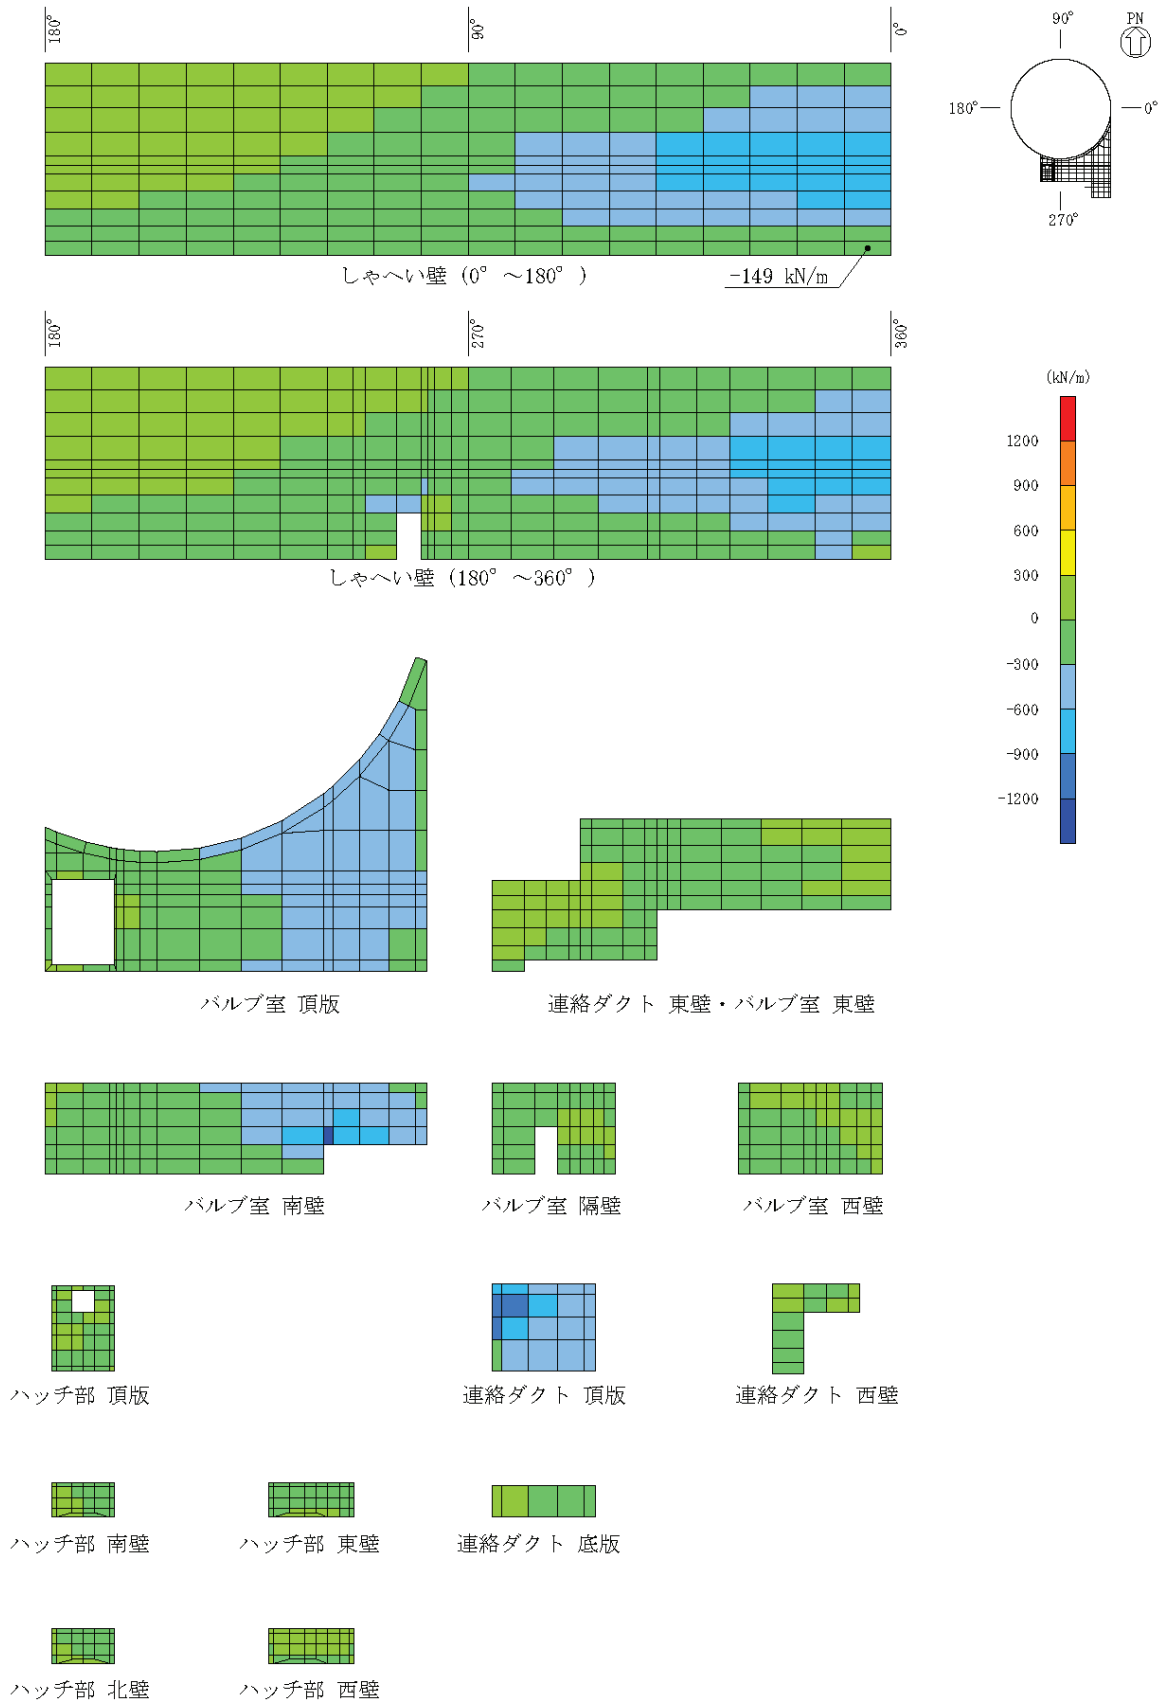 180°
90°
0°
90°
PN
180°
0°
270°
しゃへい壁 (0° ～180° )
-149 kN/m
180°
270°
360°
しゃへい壁 (180° ～360° )
(kN/m)
1200
900
600
300
0
-300
-600
-900
-1200
バルブ室 頂版
連絡ダクト 東壁・バルブ室 東壁
バルブ室 南壁
バルブ室 隔壁
バルブ室 西壁
ハッチ部 頂版
連絡ダクト 頂版
連絡ダクト 西壁
ハッチ部 南壁
ハッチ部 東壁
連絡ダクト 底版
ハッチ部 北壁
ハッチ部 西壁